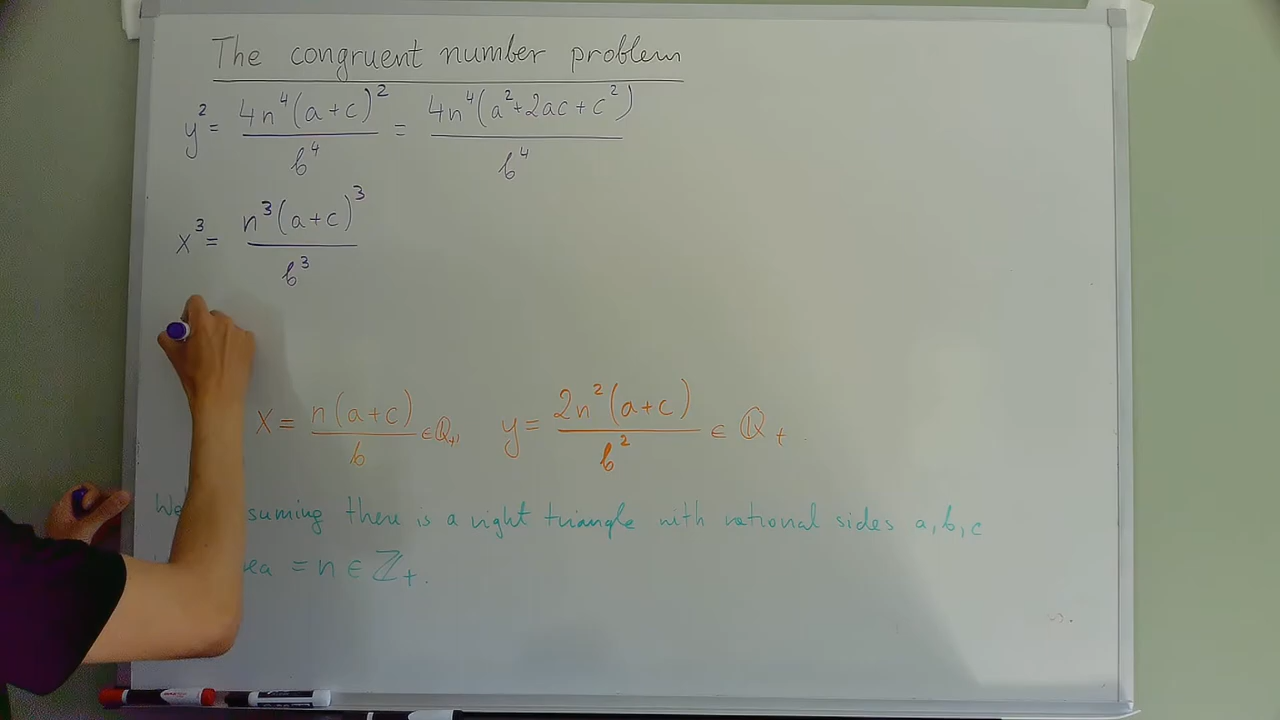 The congruent number problem
y² = 4n⁴(a+c)² / b⁴ = 4n⁴(a²+2ac+c²) / b⁴
x³ = n³(a+c)³ / b³
x = n(a+c) / b ∈ ℚ₊, y = 2n²(a+c) / b² ∈ ℚ₊.
We suming there is a right triangle with rational sides a, b, c
ea = n ∈ ℤ₊.